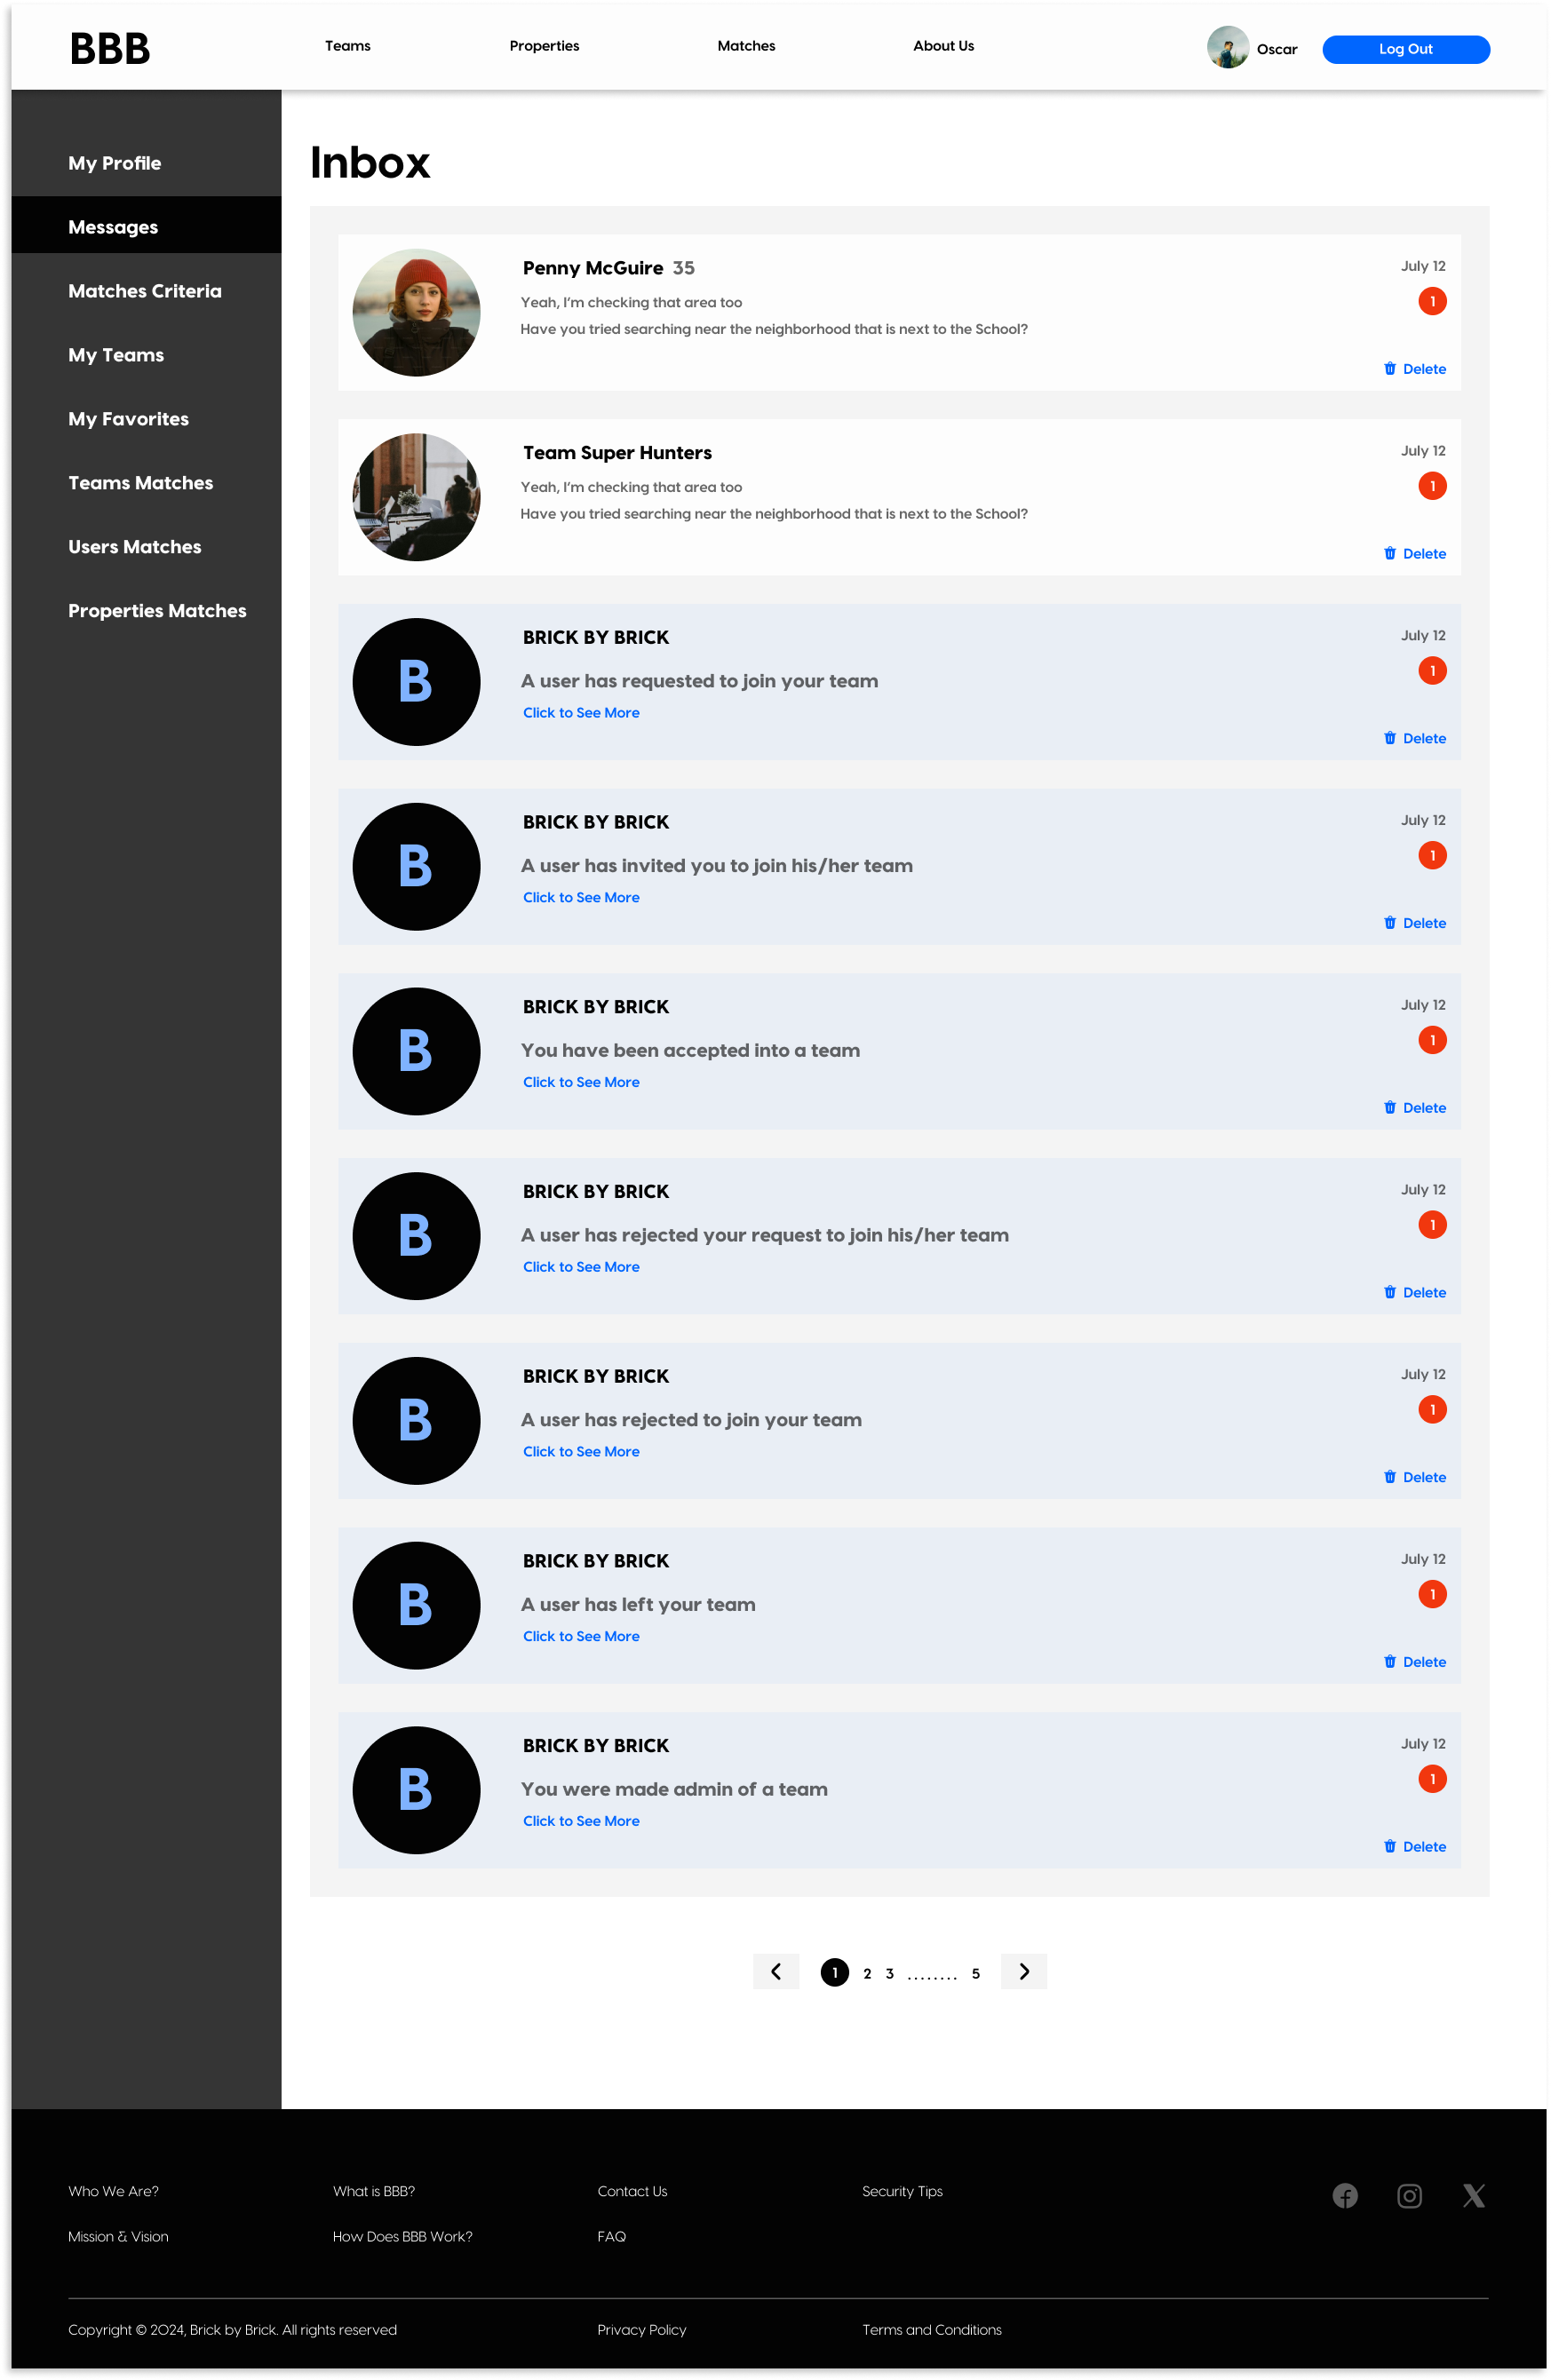 BBB
Teams
Properties
Matches
About Us
Oscar
Log Out
My Profile
Messages
Matches Criteria
My Teams
My Favorites
Teams Matches
Users Matches
Properties Matches
Inbox
Penny McGuire 35
July 12
Yeah, I'm checking that area too
1
Have you tried searching near the neighborhood that is next to the School?
Delete
Team Super Hunters
July 12
Yeah, I'm checking that area too
1
Have you tried searching near the neighborhood that is next to the School?
Delete
B
BRICK BY BRICK
July 12
1
A user has requested to join your team
Click to See More
Delete
B
BRICK BY BRICK
July 12
1
A user has invited you to join his/her team
Click to See More
Delete
B
BRICK BY BRICK
July 12
1
You have been accepted into a team
Click to See More
Delete
B
BRICK BY BRICK
July 12
1
A user has rejected your request to join his/her team
Click to See More
Delete
B
BRICK BY BRICK
July 12
1
A user has rejected to join your team
Click to See More
Delete
B
BRICK BY BRICK
July 12
1
A user has left your team
Click to See More
Delete
B
BRICK BY BRICK
July 12
1
You were made admin of a team
Click to See More
Delete
1 2 3 ........ 5
Who We Are?
What is BBB?
Contact Us
Security Tips
Mission & Vision
How Does BBB Work?
FAQ
Copyright © 2024, Brick by Brick. All rights reserved
Privacy Policy
Terms and Conditions